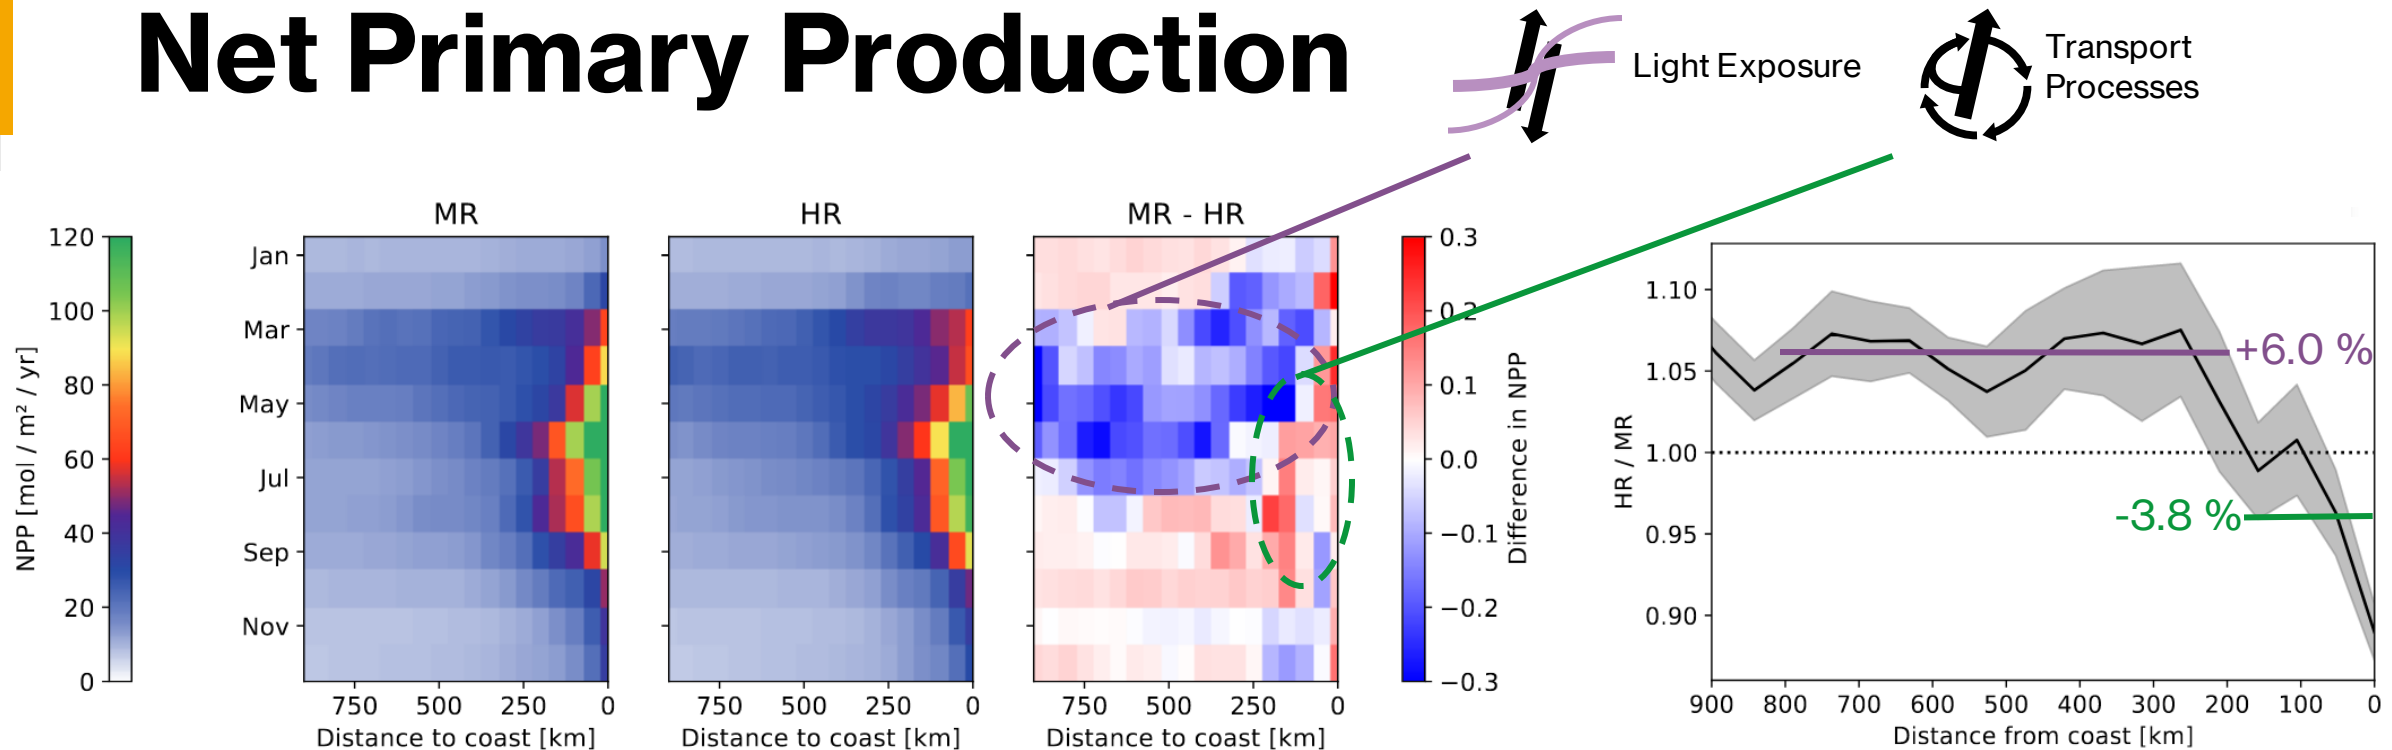 Net Primary Production
Light Exposure
Transport
Processes
MR
HR
MR - HR
NPP [mol / m² / yr]
120
100
80
60
40
20
0
Jan
Mar
May
Jul
Sep
Nov
750 500 250 0
Distance to coast [km]
750 500 250 0
Distance to coast [km]
750 500 250 0
Distance to coast [km]
0.3
0.2
0.1
0.0
−0.1
−0.2
−0.3
Difference in NPP
HR / MR
1.10
1.05
1.00
0.95
0.90
+6.0 %
-3.8 %
900 800 700 600 500 400 300 200 100 0
Distance from coast [km]